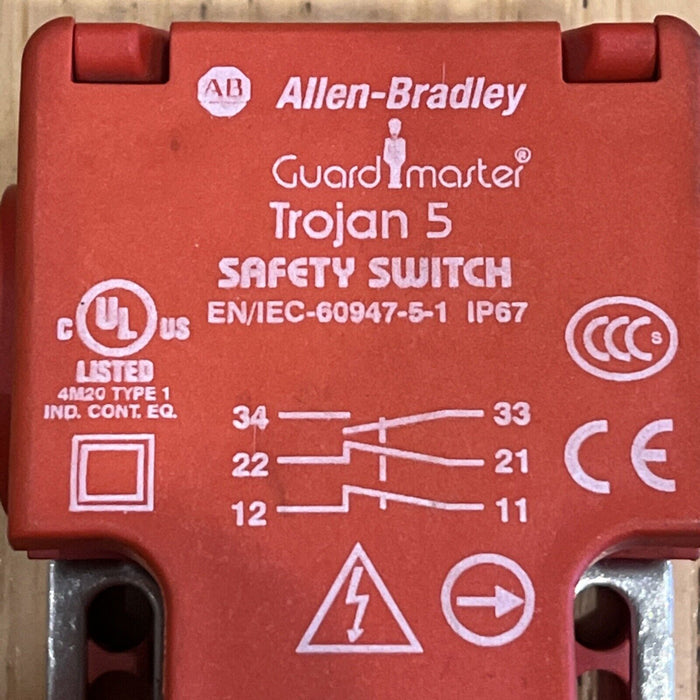 AB Allen-Bradley
Guardmaster®
Trojan 5
SAFETY SWITCH
EN/IEC-60947-5-1 IP67
C UL US
LISTED
4M20 TYPE 1
IND. CONT. EQ.
CCC S
34 33
22 21
12 11
CE